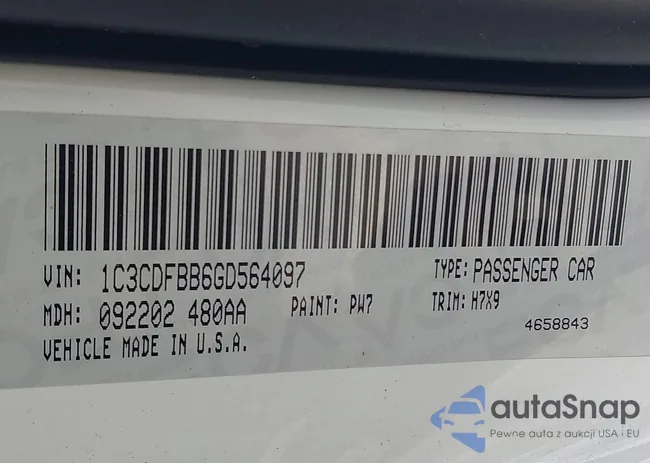 VIN: 1C3CDFBB6GD564097 TYPE: PASSENGER CAR
MDH: 092202 480AA PAINT: PW7 TRIM: H7X9
VEHICLE MADE IN U.S.A. 4658843
autaSnap
Pewne auta z aukcji USA i EU